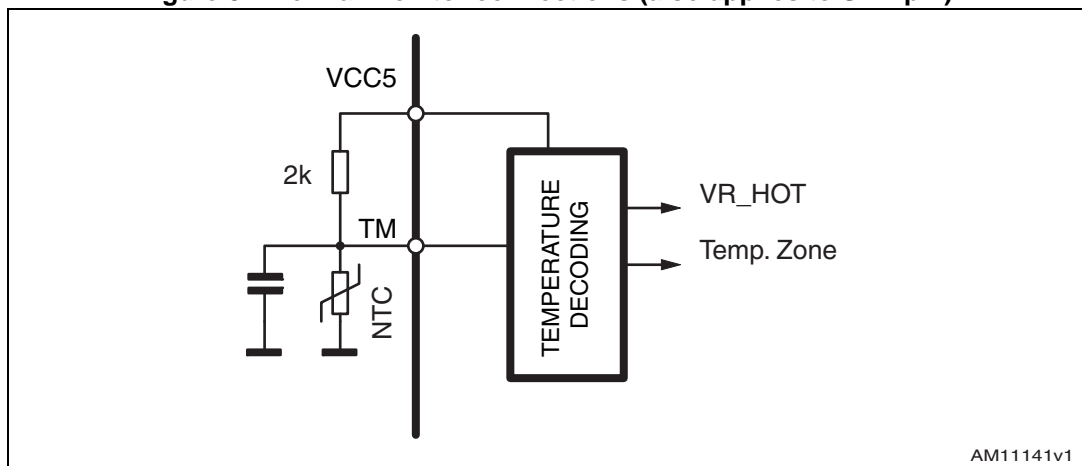 VCC5
2k
TM
NTC
TEMPERATURE
DECODING
VR_HOT
Temp. Zone
AM11141v1